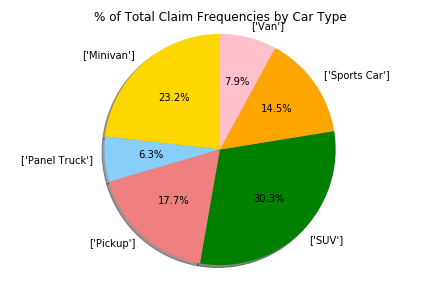 % of Total Claim Frequencies by Car Type
['Van']
['Minivan']
['Sports Car']
7.9%
23.2%
14.5%
['Panel Truck']
6.3%
17.7%
30.3%
['Pickup']
['SUV']